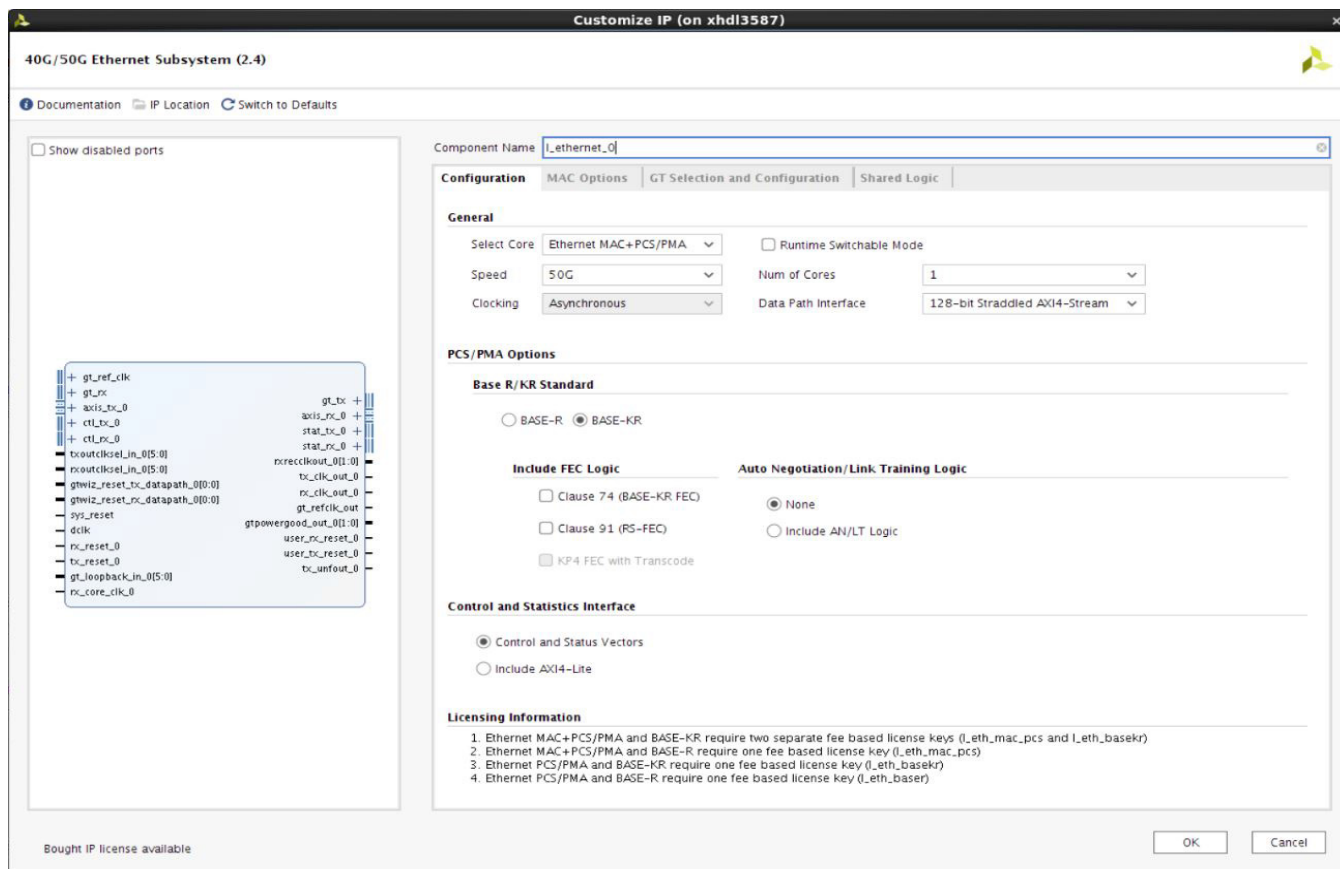 Customize IP (on xhdl3587)
40G/50G Ethernet Subsystem (2.4)
Documentation IP Location Switch to Defaults
Show disabled ports
gt_ref_clk
gt_rx
axis_tx_0
ctl_tx_0
ctl_rx_0
txoutclksel_in_0[5:0]
rxoutclksel_in_0[5:0]
gtwiz_reset_tx_datapath_0[0:0]
gtwiz_reset_rx_datapath_0[0:0]
sys_reset
dclk
rx_reset_0
tx_reset_0
gt_loopback_in_0[5:0]
rx_core_clk_0
gt_tx
axis_rx_0
stat_tx_0
stat_rx_0
rxrecclkout_0[1:0]
tx_clk_out_0
rx_clk_out_0
gt_refclk_out
gtpowergood_out_0[1:0]
user_rx_reset_0
user_tx_reset_0
tx_unfout_0
Component Name l_ethernet_0
Configuration MAC Options GT Selection and Configuration Shared Logic
General
Select Core Ethernet MAC+PCS/PMA Runtime Switchable Mode
Speed 50G Num of Cores 1
Clocking Asynchronous Data Path Interface 128-bit Straddled AXI4-Stream
PCS/PMA Options
Base R/KR Standard
BASE-R BASE-KR
Include FEC Logic Auto Negotiation/Link Training Logic
Clause 74 (BASE-KR FEC) None
Clause 91 (RS-FEC) Include AN/LT Logic
KP4 FEC with Transcode
Control and Statistics Interface
Control and Status Vectors
Include AXI4-Lite
Licensing Information
1. Ethernet MAC+PCS/PMA and BASE-KR require two separate fee based license keys (l_eth_mac_pcs and l_eth_basekr)
2. Ethernet MAC+PCS/PMA and BASE-R require one fee based license key (l_eth_mac_pcs)
3. Ethernet PCS/PMA and BASE-KR require one fee based license key (l_eth_basekr)
4. Ethernet PCS/PMA and BASE-R require one fee based license key (l_eth_baser)
Bought IP license available
OK Cancel